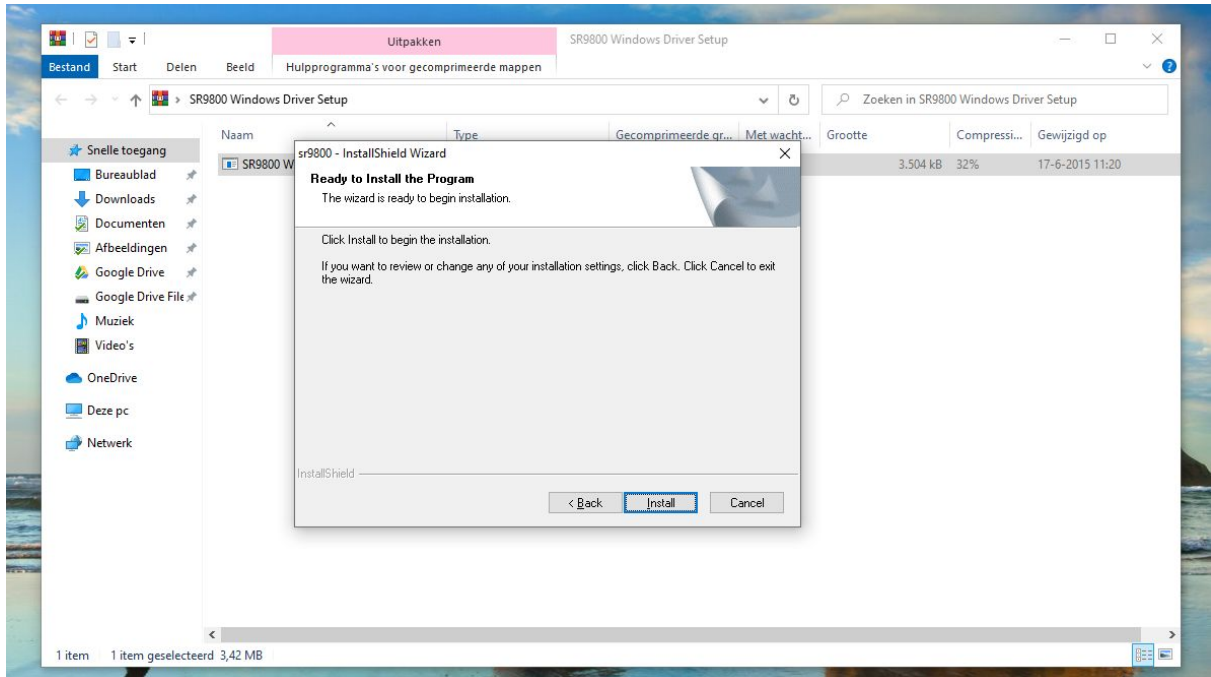 Uitpakken
SR9800 Windows Driver Setup
Bestand Start Delen Beeld Hulpprogramma's voor gecomprimeerde mappen
SR9800 Windows Driver Setup
Zoeken in SR9800 Windows Driver Setup
Naam Type Gecomprimeerde gr... Met wacht... Grootte Compressi... Gewijzigd op
SR9800 W 3.504 kB 32% 17-6-2015 11:20
Snelle toegang
Bureaublad
Downloads
Documenten
Afbeeldingen
Google Drive
Google Drive File
Muziek
Video's
OneDrive
Deze pc
Netwerk
sr9800 - InstallShield Wizard
Ready to Install the Program
The wizard is ready to begin installation.
Click Install to begin the installation.
If you want to review or change any of your installation settings, click Back. Click Cancel to exit
the wizard.
InstallShield
< Back Install Cancel
1 item 1 item geselecteerd 3,42 MB